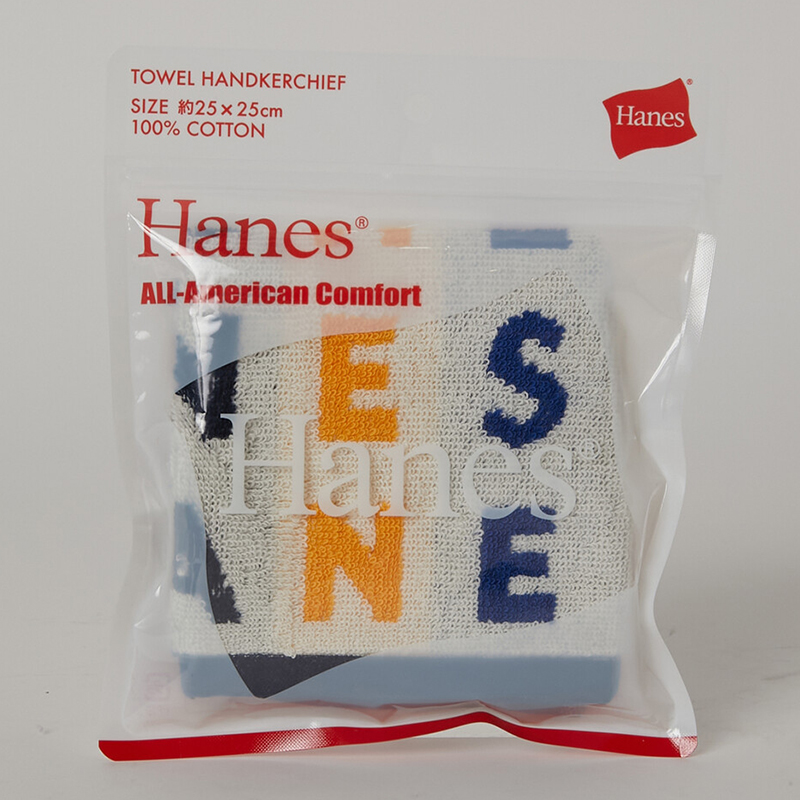 TOWEL HANDKERCHIEF
SIZE 約25×25cm
100% COTTON
Hanes®
Hanes®
ALL-American Comfort
E S
Hanes®
N E